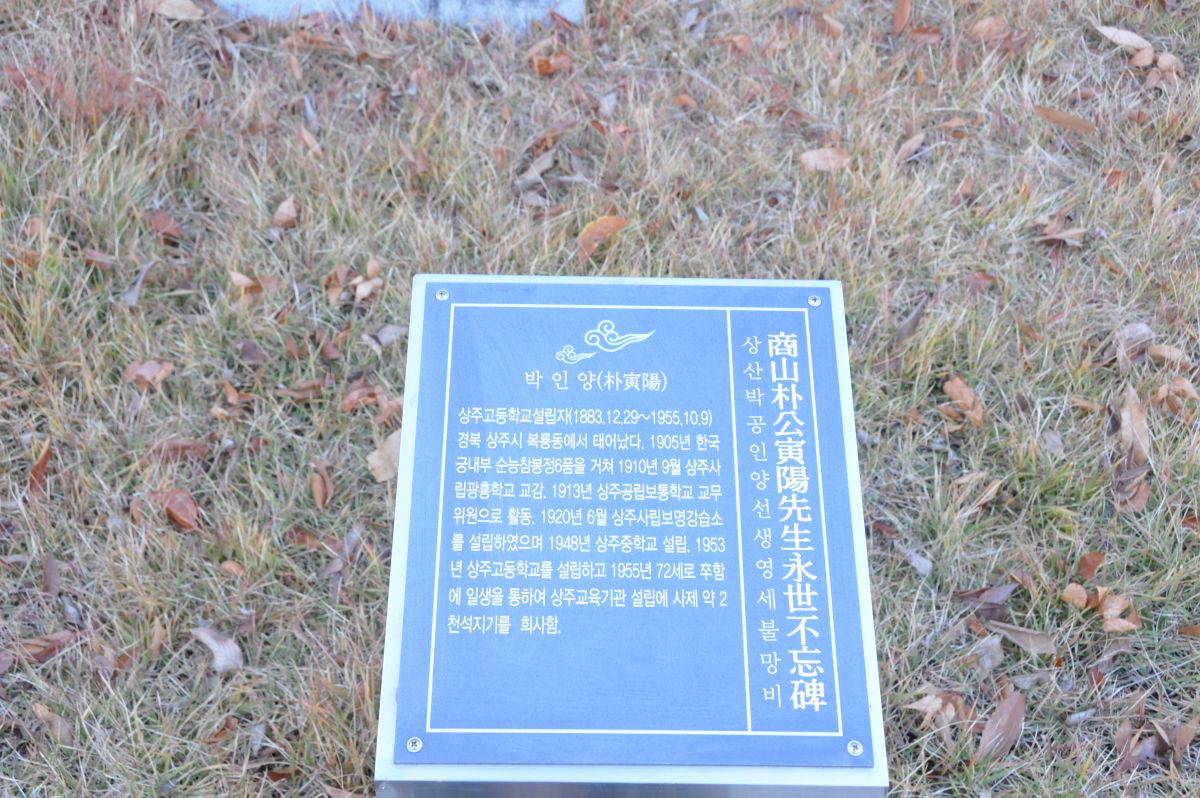 商山朴公寅陽先生永世不忘碑
상산박공인양선생영세불망비
박 인 양(朴寅陽)
상주고등학교설립자(1883.12.29~1955.10.9)
경북 상주시 복룡동에서 태어났다. 1905년 한국
궁내부 순능참봉정6품을 거쳐 1910년 9월 상주사
립광흥학교 교감. 1913년 상주공립보통학교 교무
위원으로 활동. 1920년 6월 상주사립보명강습소
를 설립하였으며 1948년 상주중학교 설립. 1953
년 상주고등학교를 설립하고 1955년 72세로 卒함
에 일생을 통하여 상주교육기관 설립에 사제 약 2
천석지기를 희사함.